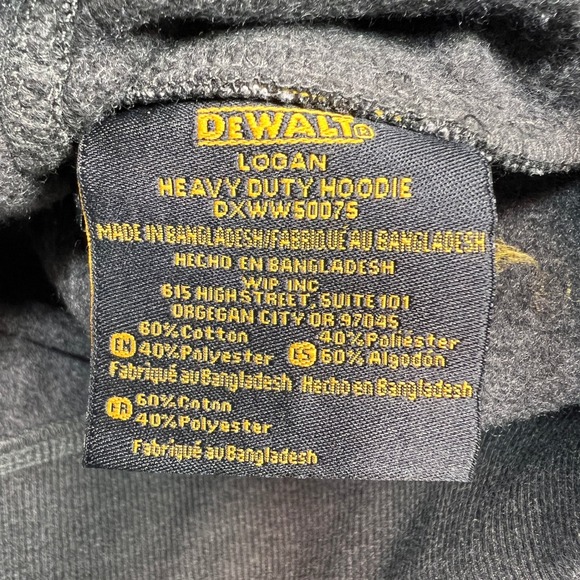 DEWALT®
LOGAN
HEAVY DUTY HOODIE
DXWW50075
MADE IN BANGLADESH/FABRIQUÉ AU BANGLADESH
HECHO EN BANGLADESH
WIP INC
615 HIGH STREET, SUITE 101
OREGEGAN CITY OR 97045
EN 60% Cotton
40% Polyester
Fabriqué au Bangladesh
ES 40% Poliéster
60% Algodón
Hecho en Bangladesh
FR 60% Coton
40% Polyester
Fabriqué au Bangladesh